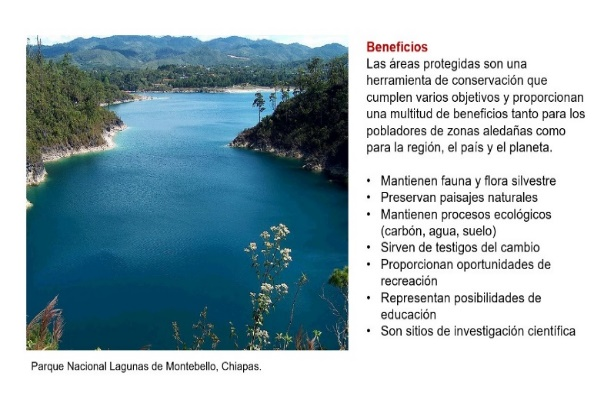 Beneficios
Las áreas protegidas son una
herramienta de conservación que
cumplen varios objetivos y proporcionan
una multitud de beneficios tanto para los
pobladores de zonas aledañas como
para la región, el país y el planeta.
• Mantienen fauna y flora silvestre
• Preservan paisajes naturales
• Mantienen procesos ecológicos
(carbón, agua, suelo)
• Sirven de testigos del cambio
• Proporcionan oportunidades de
recreación
• Representan posibilidades de
educación
• Son sitios de investigación científica
Parque Nacional Lagunas de Montebello, Chiapas.